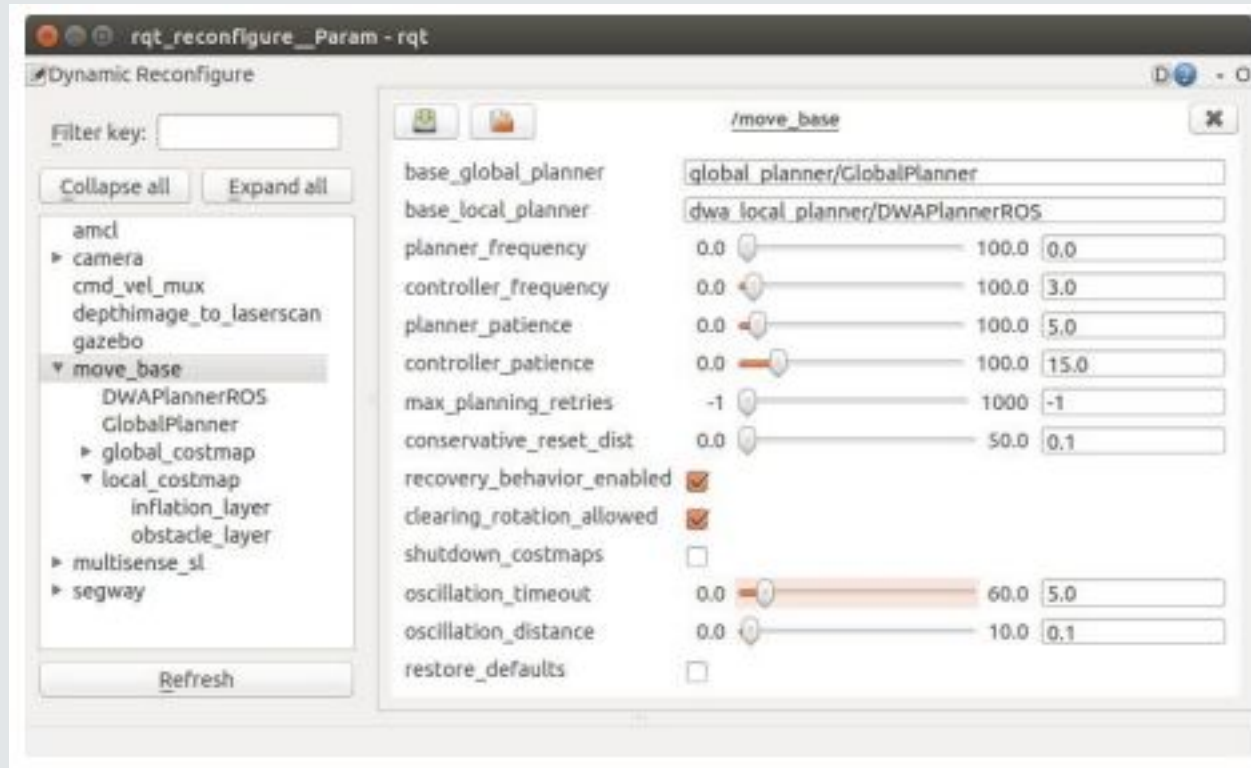 rqt_reconfigure__Param - rqt
Dynamic Reconfigure
D - O
Filter key:
Collapse all Expand all
amcl
camera
cmd_vel_mux
depthimage_to_laserscan
gazebo
move_base
DWAPlannerROS
GlobalPlanner
global_costmap
local_costmap
inflation_layer
obstacle_layer
multisense_sl
segway
Refresh
/move_base
base_global_planner global_planner/GlobalPlanner
base_local_planner dwa_local_planner/DWAPlannerROS
planner_frequency 0.0 100.0 0.0
controller_frequency 0.0 100.0 3.0
planner_patience 0.0 100.0 5.0
controller_patience 0.0 100.0 15.0
max_planning_retries -1 1000 -1
conservative_reset_dist 0.0 50.0 0.1
recovery_behavior_enabled
clearing_rotation_allowed
shutdown_costmaps
oscillation_timeout 0.0 60.0 5.0
oscillation_distance 0.0 10.0 0.1
restore_defaults